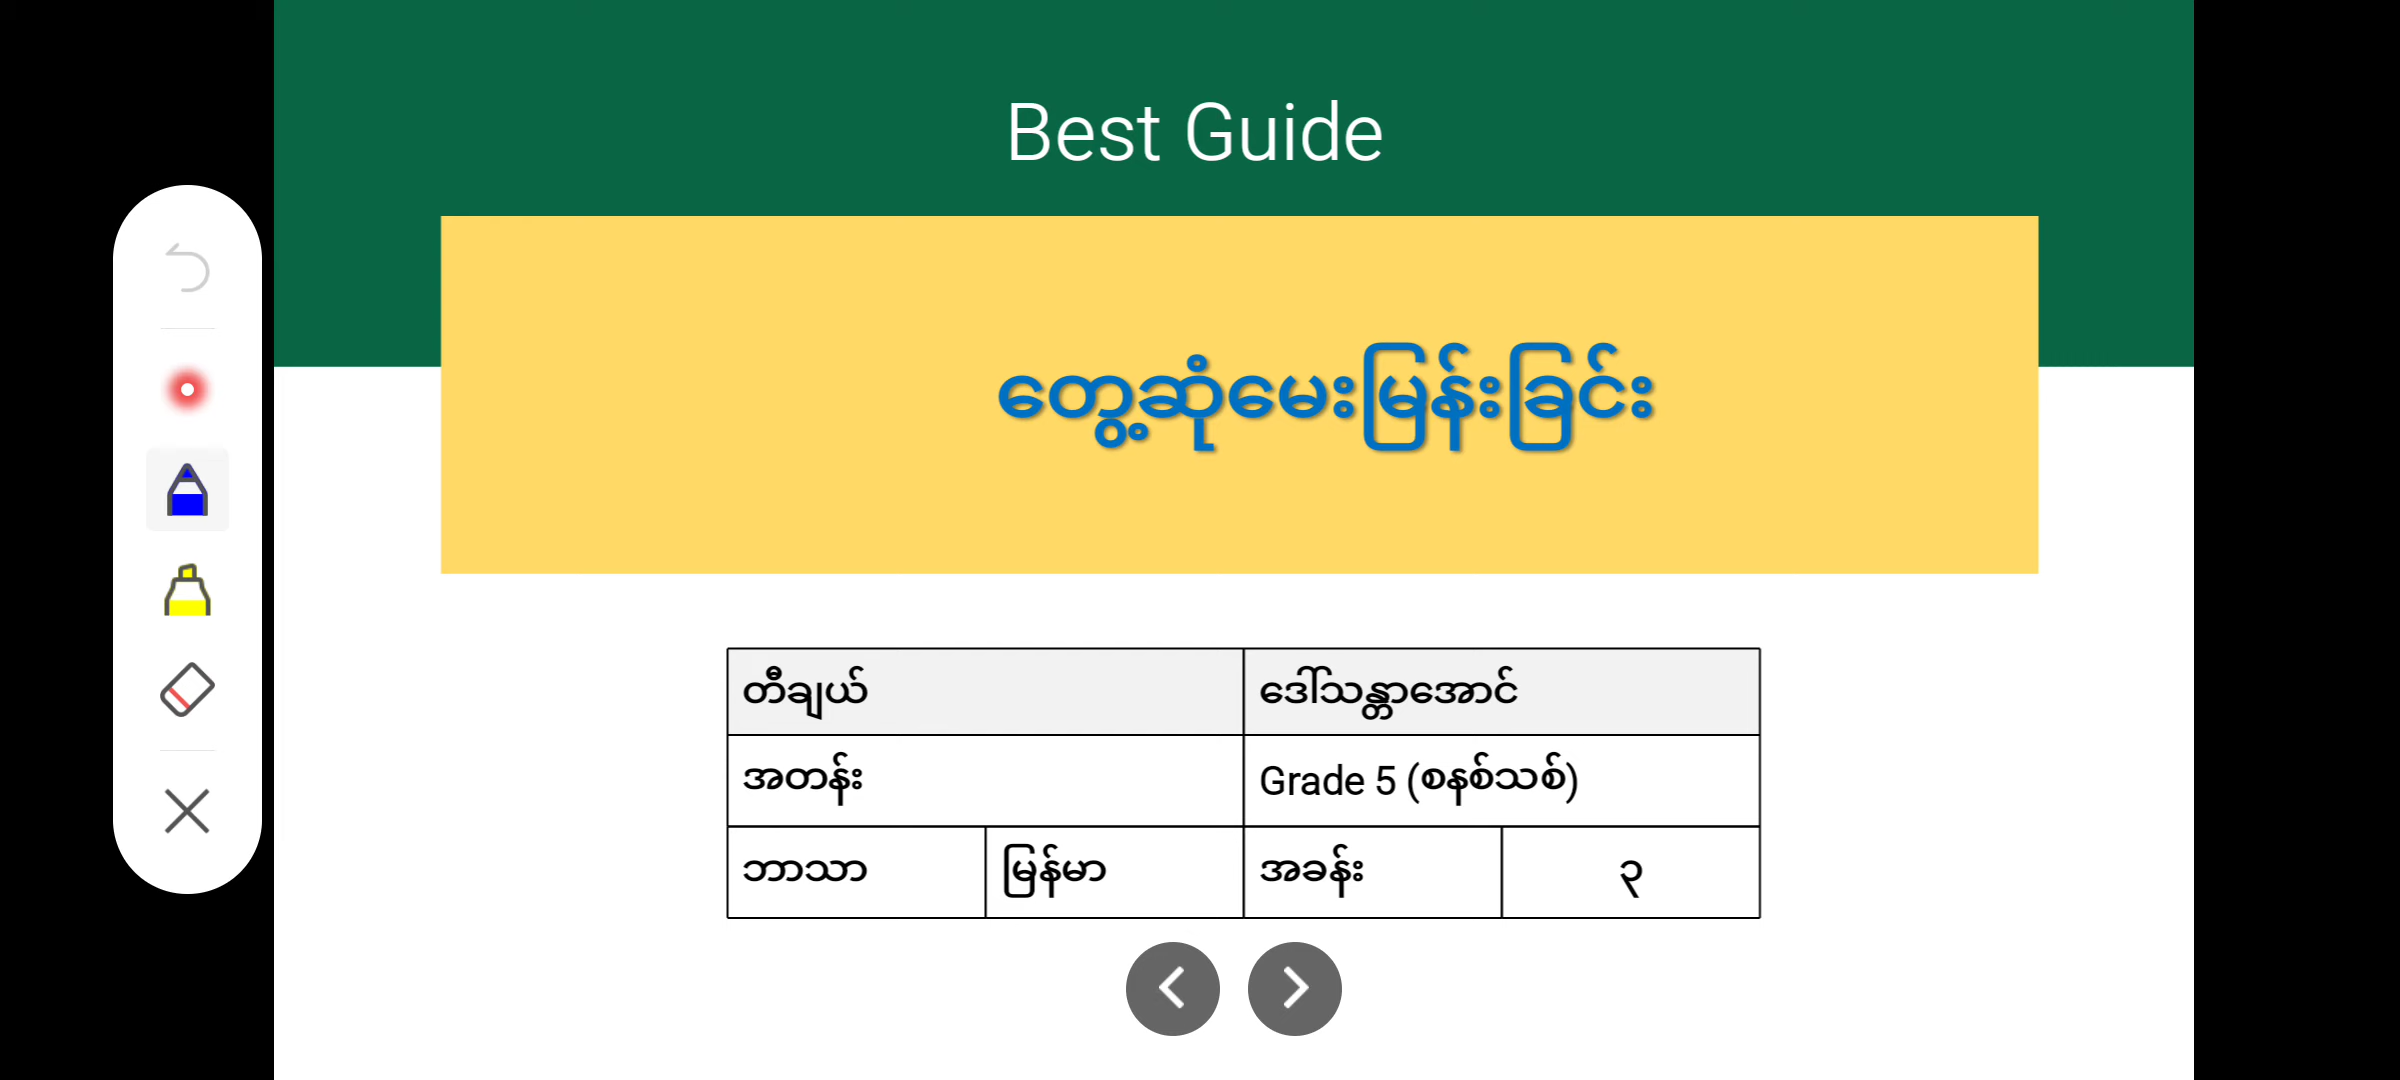 Best Guide
တွေ့ဆုံမေးမြန်းခြင်း
တီချယ် ဒေါ်သန္တာအောင်
အတန်း Grade 5 (စနစ်သစ်)
ဘာသာ မြန်မာ အခန်း ၃